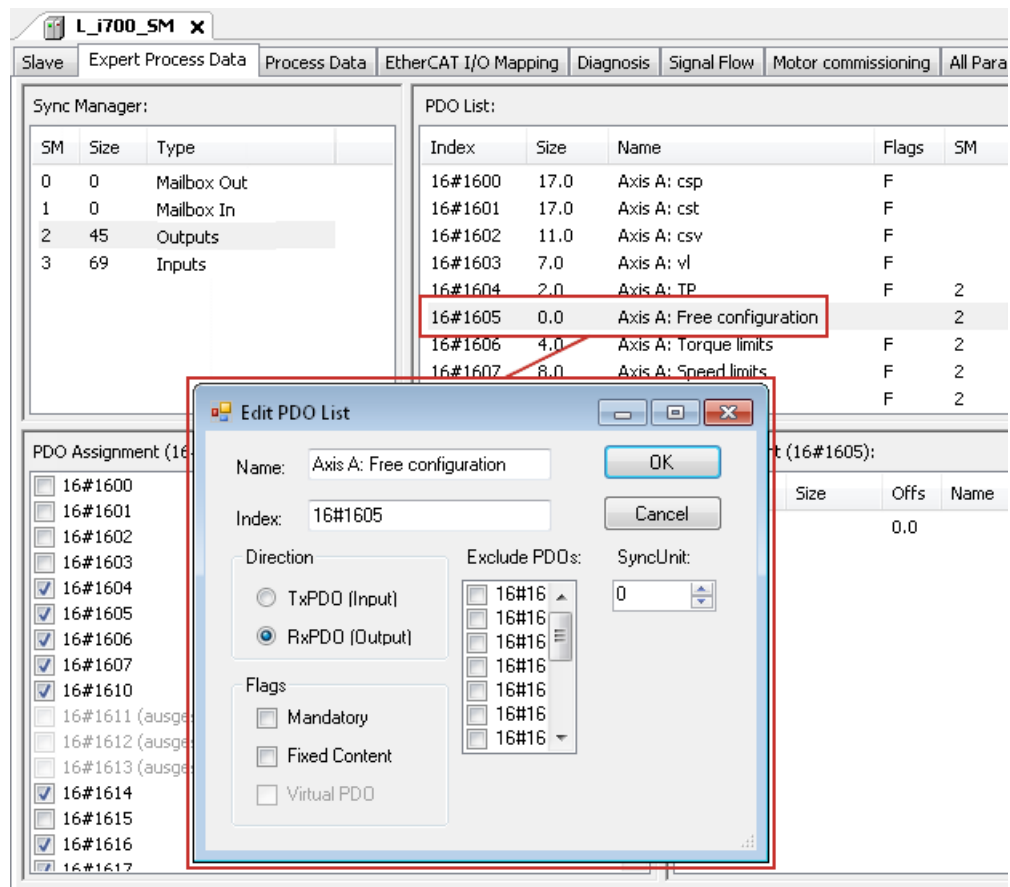 L_i700_SM x
Slave Expert Process Data Process Data EtherCAT I/O Mapping Diagnosis Signal Flow Motor commissioning All Para
Sync Manager:
SM Size Type
0 0 Mailbox Out
1 0 Mailbox In
2 45 Outputs
3 69 Inputs
PDO List:
Index Size Name Flags SM
16#1600 17.0 Axis A: csp F
16#1601 17.0 Axis A: cst F
16#1602 11.0 Axis A: csv F
16#1603 7.0 Axis A: vl F
16#1604 2.0 Axis A: TP F 2
16#1605 0.0 Axis A: Free configuration 2
16#1606 4.0 Axis A: Torque limits F 2
16#1607 8.0 Axis A: Speed limits F 2
F 2
PDO Assignment (16
16#1600
16#1601
16#1602
16#1603
16#1604
16#1605
16#1606
16#1607
16#1610
16#1611 (ausge
16#1612 (ausge
16#1613 (ausge
16#1614
16#1615
16#1616
16#1617
t (16#1605):
Size Offs Name
0.0
Edit PDO List
Name: Axis A: Free configuration
OK
Index: 16#1605
Cancel
Direction
TxPDO (Input)
RxPDO (Output)
Flags
Mandatory
Fixed Content
Virtual PDO
Exclude PDOs:
16#16
16#16
16#16
16#16
16#16
16#16
16#16
SyncUnit:
0